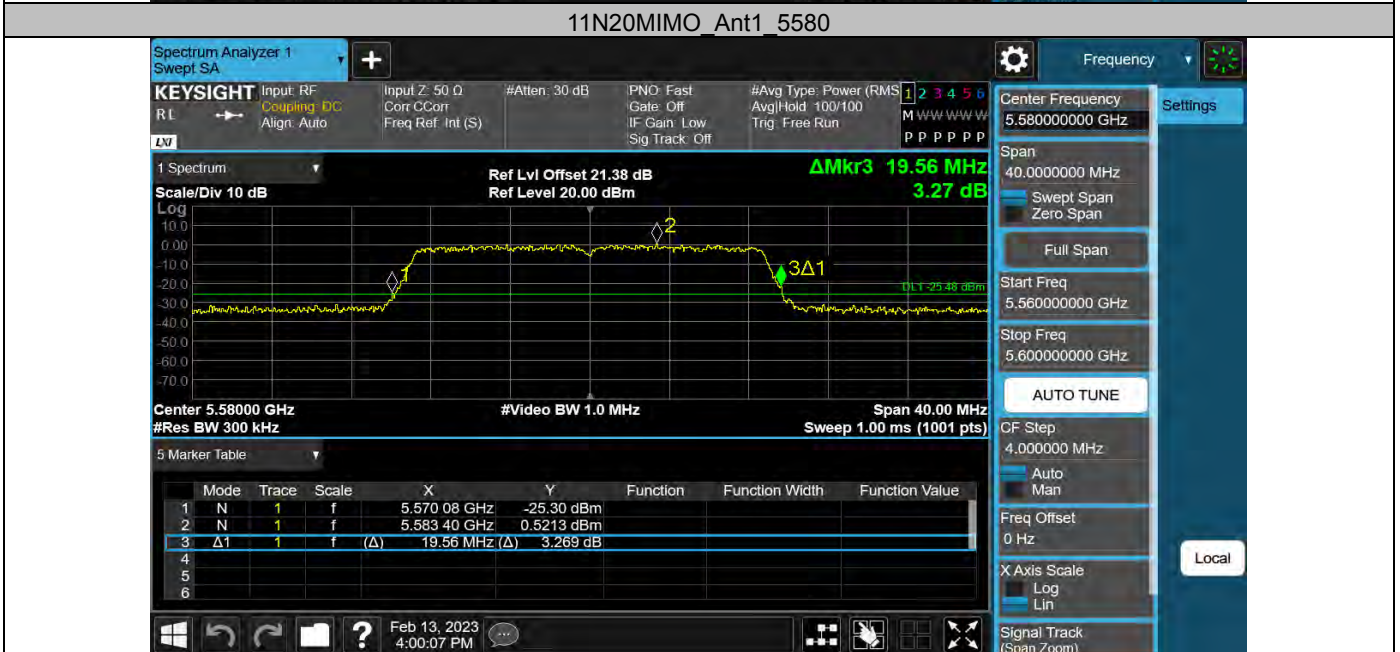 11N20MIMO_Ant1_5580
Spectrum Analyzer 1
Swept SA
Frequency
KEYSIGHT Input: RF Input Z: 50 Ω #Atten: 30 dB PNO: Fast #Avg Type: Power (RMS 1 2 3 4 5 6
RL Coupling: DC Corr CCorr Gate: Off Avg|Hold: 100/100 M W W W W W
Align: Auto Freq Ref: Int (S) IF Gain: Low Trig: Free Run
LXI Sig Track: Off P P P P P P
Center Frequency
5.580000000 GHz
Settings
Span
40.0000000 MHz
Swept Span
Zero Span
Full Span
Start Freq
5.560000000 GHz
Stop Freq
5.600000000 GHz
AUTO TUNE
CF Step
4.000000 MHz
Auto
Man
Freq Offset
0 Hz
X Axis Scale
Log
Lin
Signal Track
(Span Zoom)
Local
1 Spectrum Ref Lvl Offset 21.38 dB ΔMkr3 19.56 MHz
Scale/Div 10 dB Ref Level 20.00 dBm 3.27 dB
Log
10.0
0.00
-10.0
-20.0
-30.0
-40.0
-50.0
-60.0
-70.0
1
2
3Δ1
DL1 -25.48 dBm
Center 5.58000 GHz #Video BW 1.0 MHz Span 40.00 MHz
#Res BW 300 kHz Sweep 1.00 ms (1001 pts)
5 Marker Table
Mode Trace Scale X Y Function Function Width Function Value
1 N 1 f 5.570 08 GHz -25.30 dBm
2 N 1 f 5.583 40 GHz 0.5213 dBm
3 Δ1 1 f (Δ) 19.56 MHz (Δ) 3.269 dB
4
5
6
Feb 13, 2023
4:00:07 PM